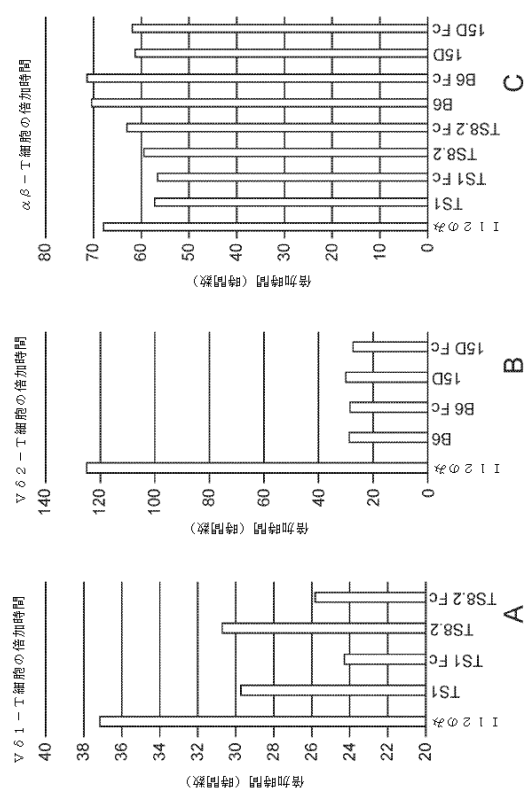 Vδ1-T細胞の倍加時間
倍加時間(時間数)
40
38
36
34
32
30
28
26
24
22
20
Il2のみ
TS1
TS1 Fc
TS8.2
TS8.2 Fc
A
Vδ2-T細胞の倍加時間
倍加時間(時間数)
140
120
100
80
60
40
20
0
Il2のみ
B6
B6 Fc
15D
15D Fc
B
αβ-T細胞の倍加時間
倍加時間(時間数)
80
70
60
50
40
30
20
10
0
Il2のみ
TS1
TS1 Fc
TS8.2
TS8.2 Fc
B6
B6 Fc
15D
15D Fc
C